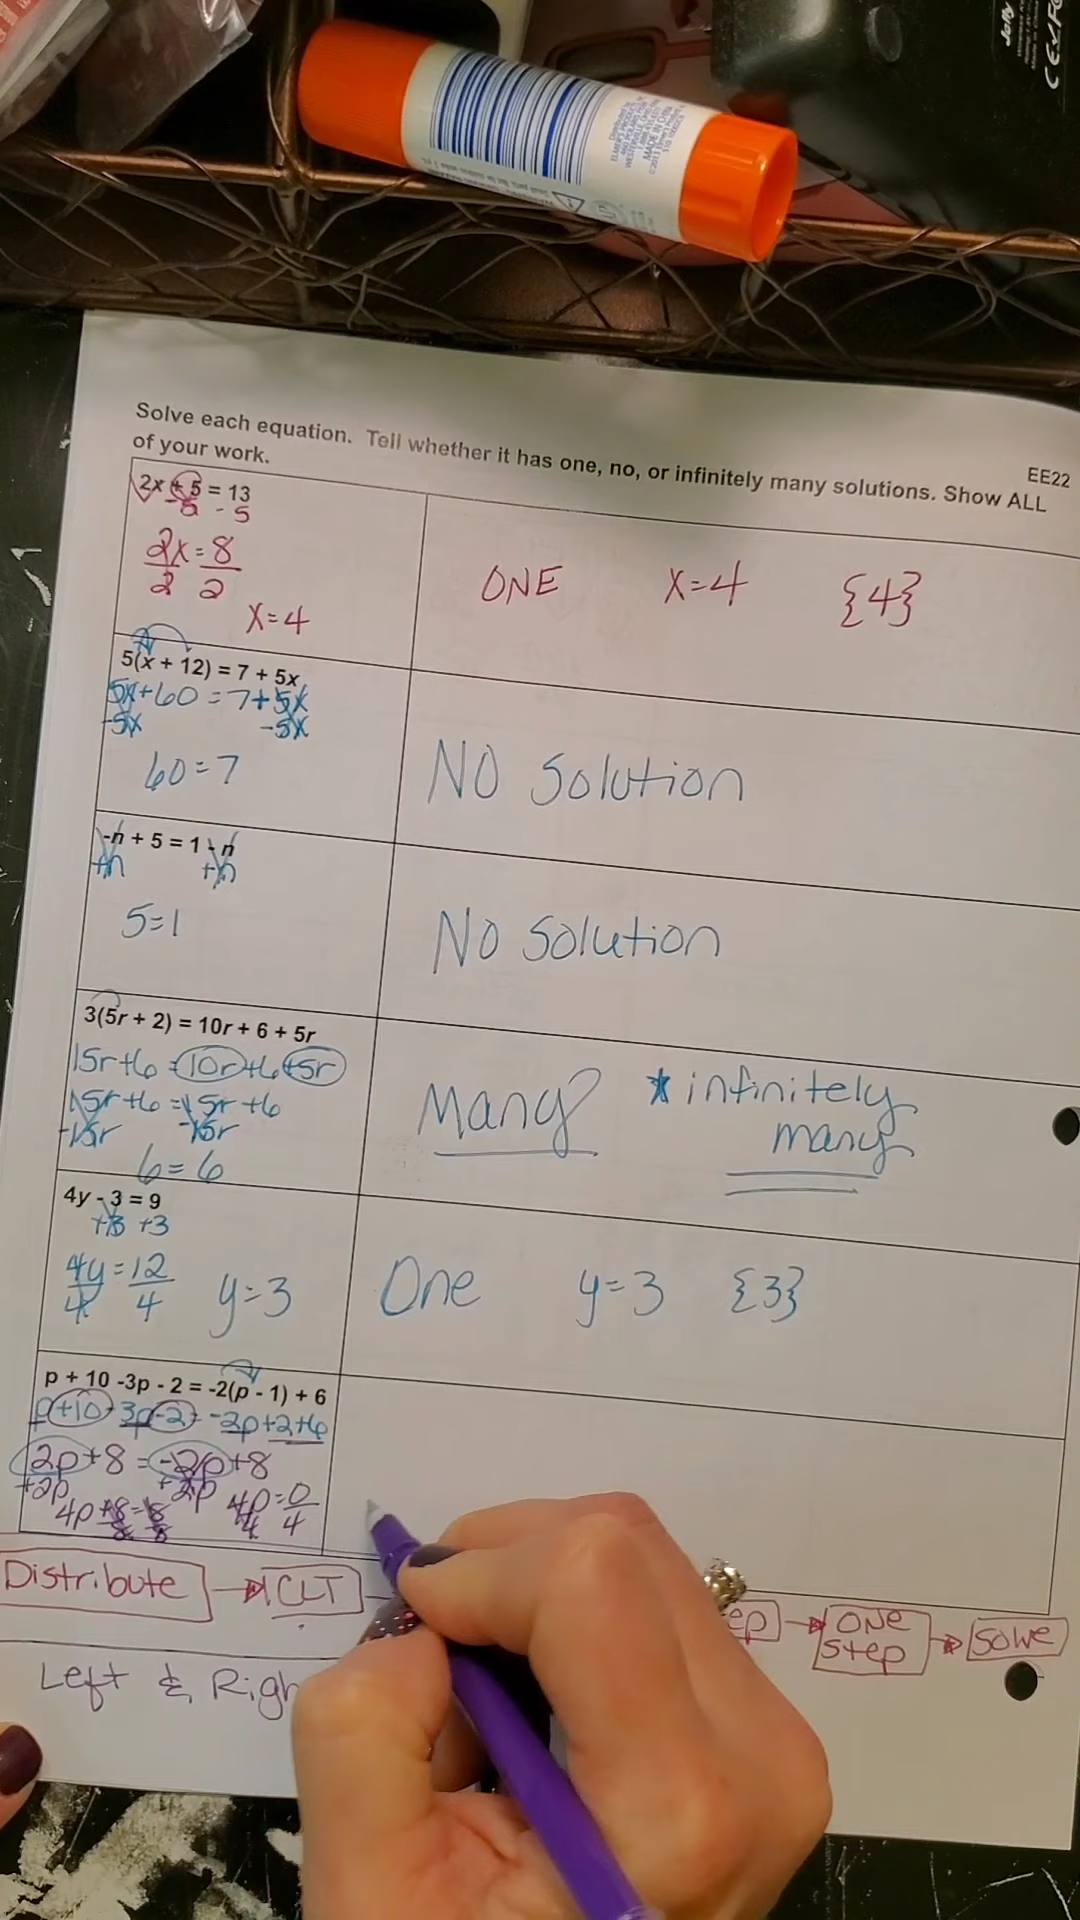 Jolly
CE
MADE IN CHINA
Solve each equation. Tell whether it has one, no, or infinitely many solutions. Show ALL
of your work.
EE22
2x + 5 = 13
-5 -5
2x = 8
2 2
x = 4
ONE x=4 {4}
5(x + 12) = 7 + 5x
5x+60 = 7+5x
-5x -5x
60=7
NO Solution
-n + 5 = 1 - n
+n +n
5=1
No Solution
3(5r + 2) = 10r + 6 + 5r
15r+6 = 10r+6+5r
15r+6 = 15r+6
-15r -15r
6=6
Many? * infinitely
many
4y - 3 = 9
+3 +3
4y = 12
4 4
y=3
One y=3 {3}
p + 10 -3p - 2 = -2(p - 1) + 6
p+10-3p-2 = -2p+2+6
2p+8 = -2p+8
+2p +2p
4p+8=8
8 8
4p=0
4 4
Distribute CLT ep ONE Step Solve
Left & Righ